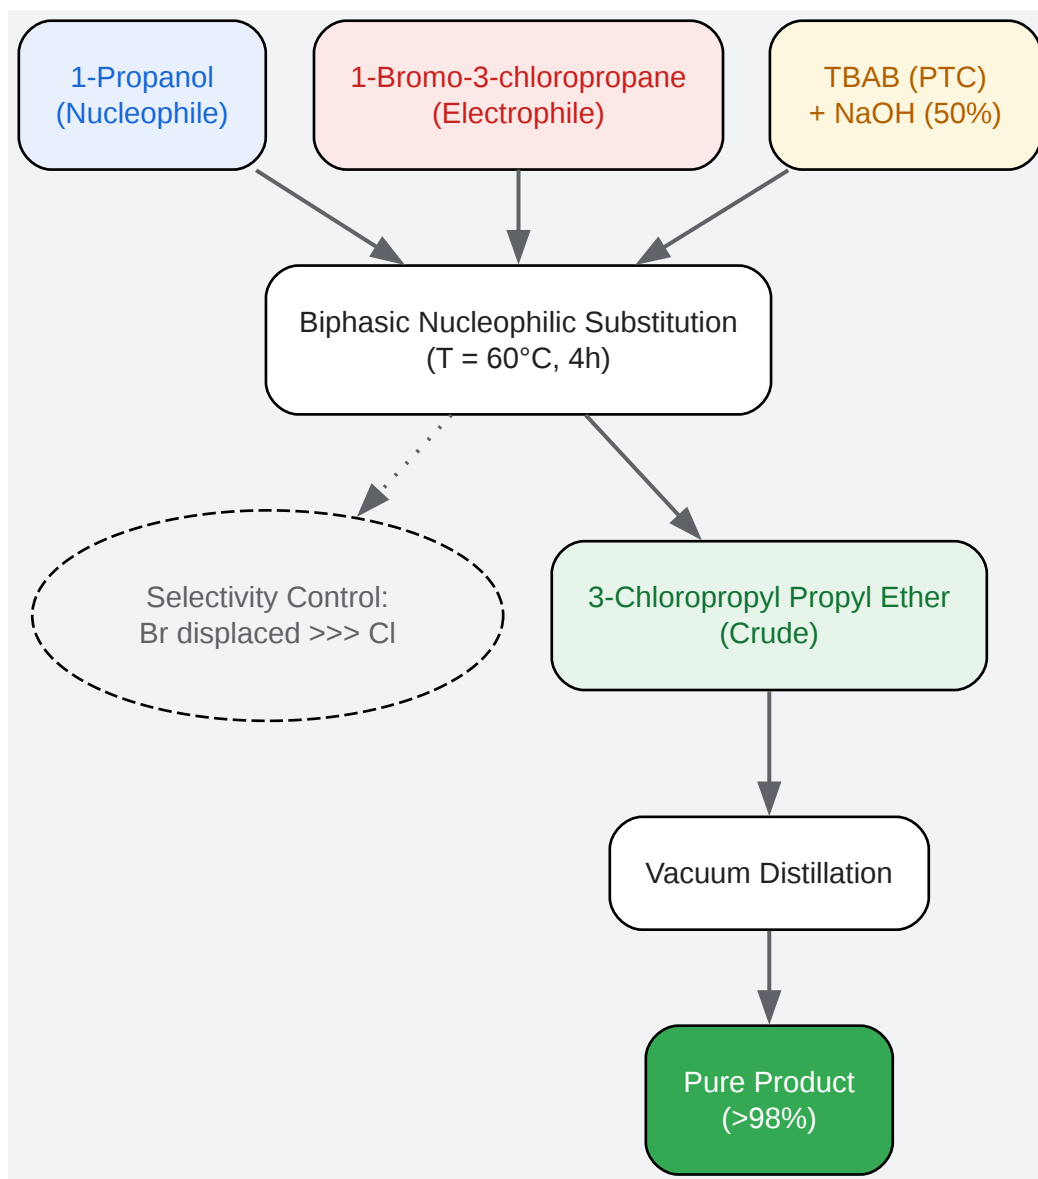 1-Propanol
(Nucleophile)
1-Bromo-3-chloropropane
(Electrophile)
TBAB (PTC)
+ NaOH (50%)
Biphasic Nucleophilic Substitution
(T = 60°C, 4h)
Selectivity Control:
Br displaced >>> Cl
3-Chloropropyl Propyl Ether
(Crude)
Vacuum Distillation
Pure Product
(>98%)